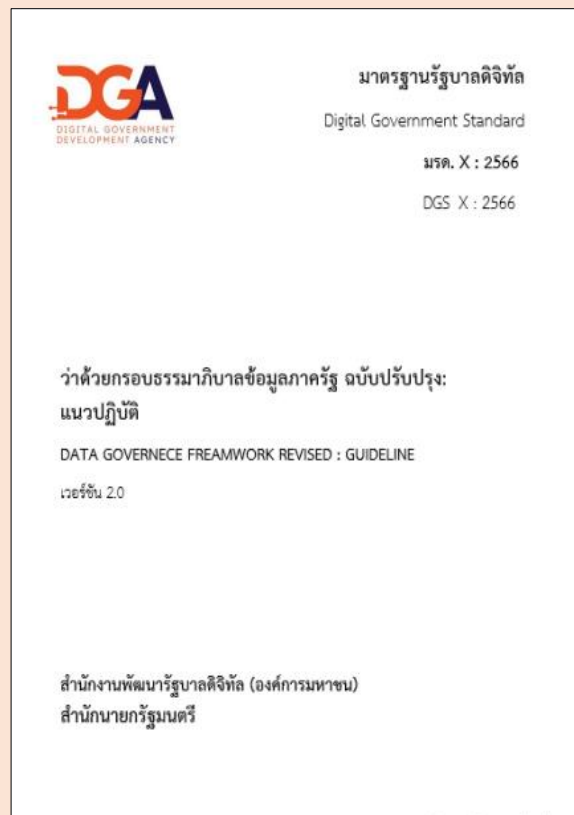 DGA
DIGITAL GOVERNMENT
DEVELOPMENT AGENCY
มาตรฐานรัฐบาลดิจิทัล
Digital Government Standard
มรด. X : 2566
DGS X : 2566
ว่าด้วยกรอบธรรมาภิบาลข้อมูลภาครัฐ ฉบับปรับปรุง:
แนวปฏิบัติ
DATA GOVERNECE FREAMWORK REVISED : GUIDELINE
เวอร์ชัน 2.0
สำนักงานพัฒนารัฐบาลดิจิทัล (องค์การมหาชน)
สำนักนายกรัฐมนตรี